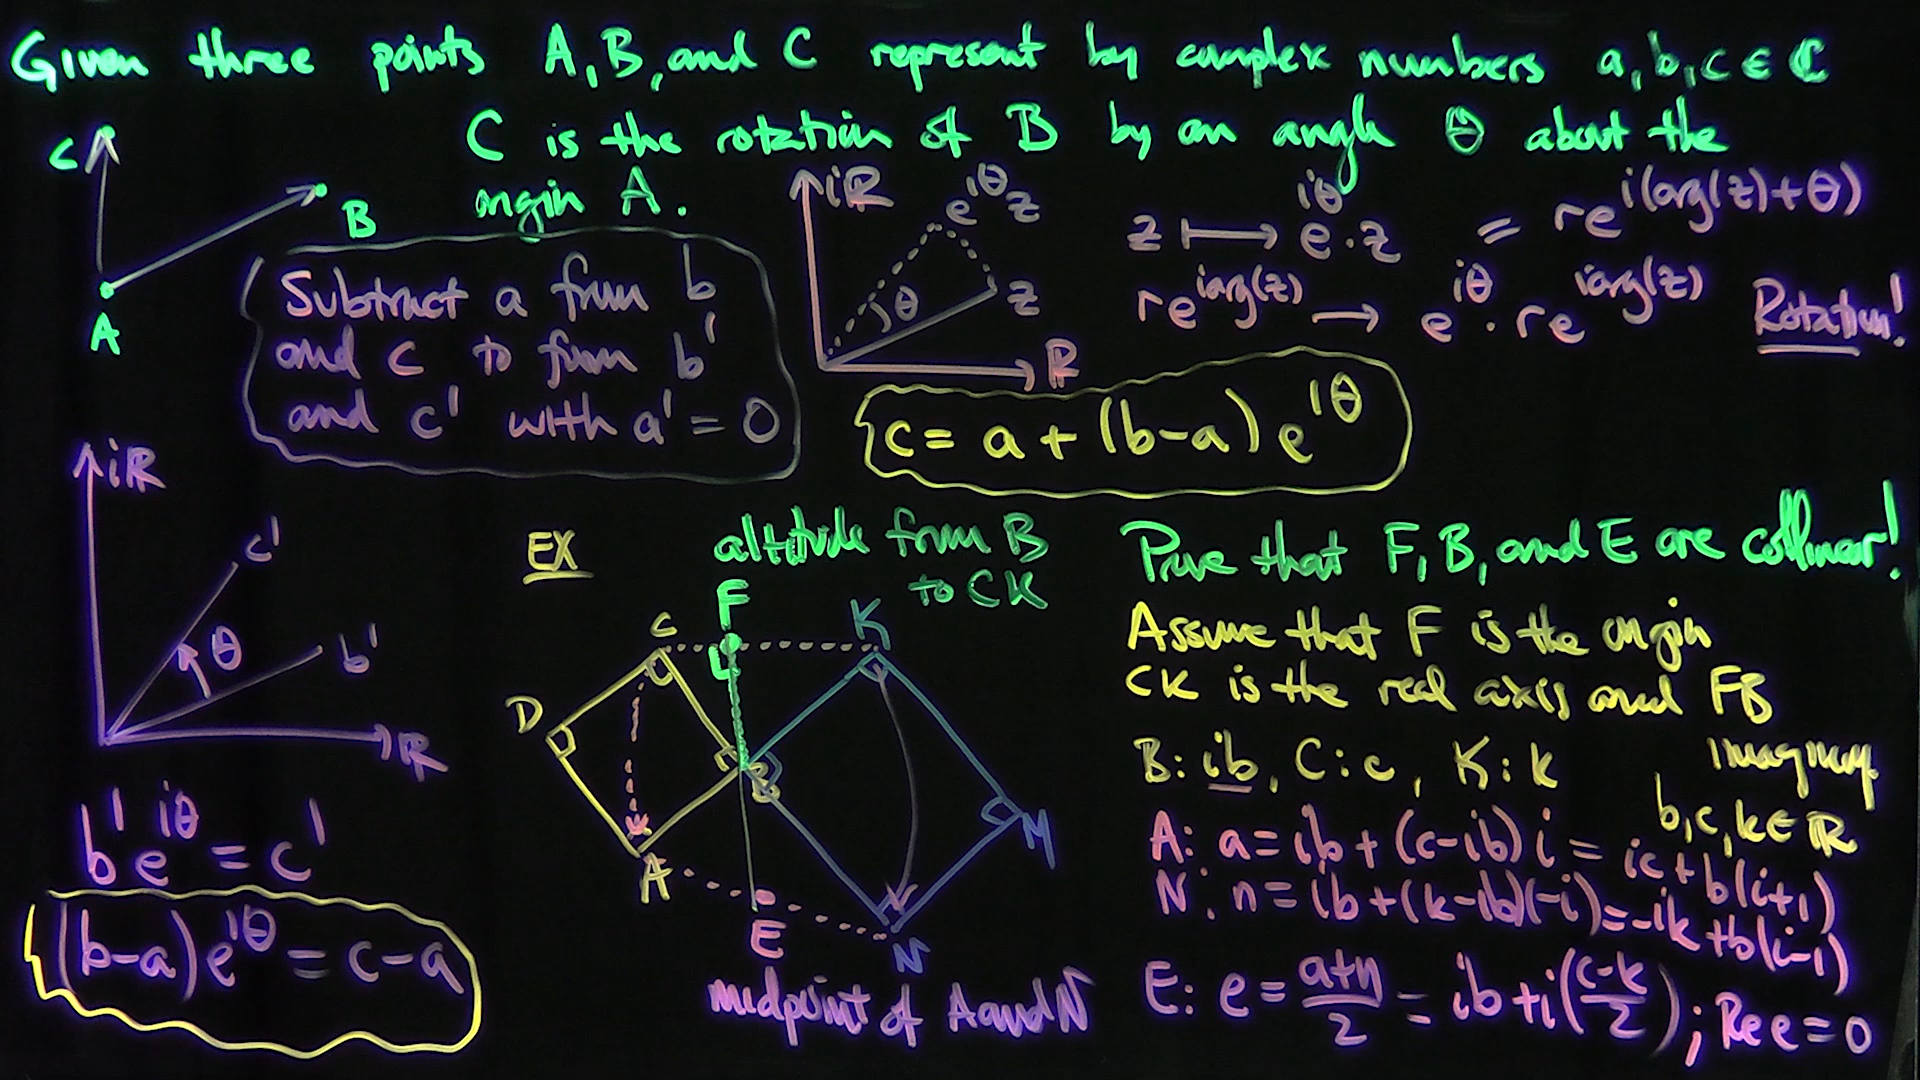 Given three points A, B, and C represent by complex numbers a, b, c ∈ ℂ
C is the rotation of B by an angle θ about the
origin A.
C
B
A
Subtract a from b
and c to form b'
and c' with a' = 0
iℝ
e^{iθ}z
θ
z
ℝ
z ⟼ e^{iθ}·z = re^{i(arg(z)+θ)}
re^{iarg(z)} → e^{iθ}·re^{iarg(z)}
Rotation!
c = a + (b-a)e^{iθ}
iℝ
c'
θ
b'
ℝ
b'e^{iθ} = c'
(b-a)e^{iθ} = c-a
EX
altitude from B
to CK
F
C
K
D
B
M
A
E
N
midpoint of A and N
Prove that F, B, and E are collinear!
Assume that F is the origin
CK is the real axis and FB
imaginary.
B: ib, C: c, K: k
b, c, k ∈ ℝ
A: a = ib + (c-ib)i = ic + b(i+1)
N: n = ib + (k-ib)(-i) = -ik + b(i-1)
E: e = \frac{a+n}{2} = ib + i(\frac{c-k}{2}); Re e = 0